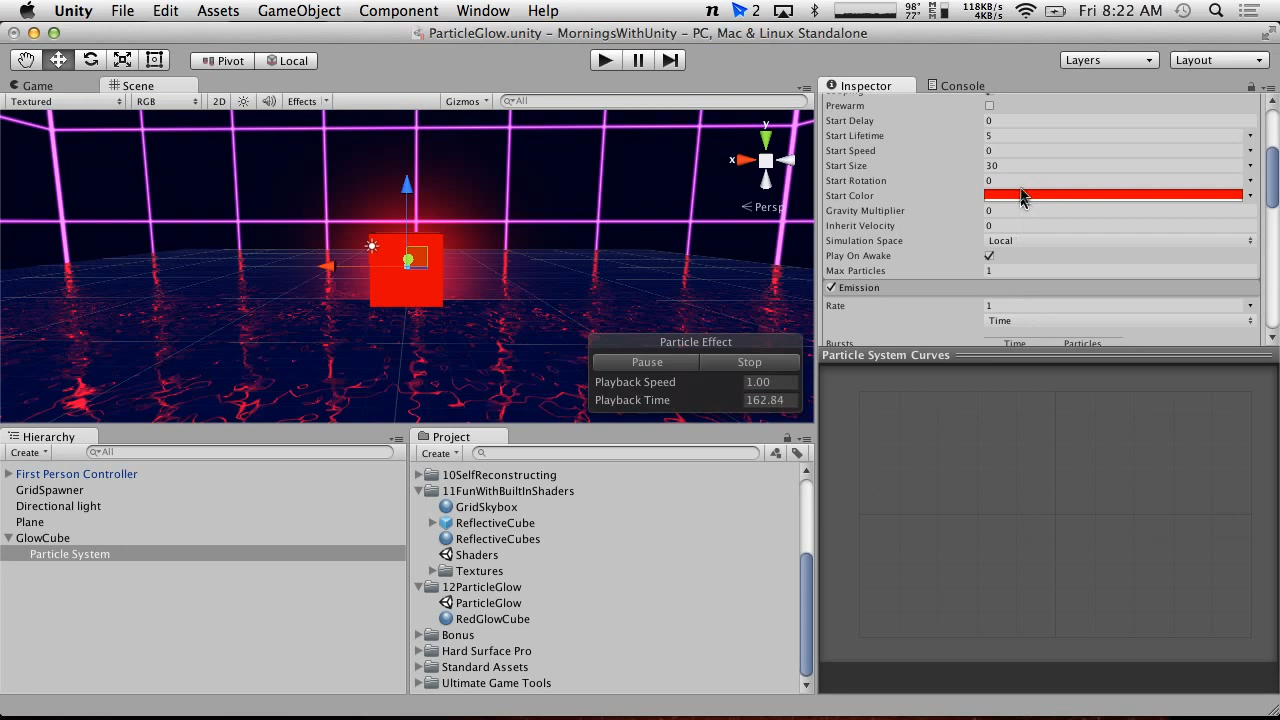 Unity File Edit Assets GameObject Component Window Help 2 98° 77° MEM 118KB/S 4KB/S Fri 8:22 AM
ParticleGlow.unity – MorningsWithUnity – PC, Mac & Linux Standalone
Pivot Local Layers Layout
Game Scene
Textured RGB 2D Effects Gizmos All
y
x
Persp
Particle Effect
Pause Stop
Playback Speed 1.00
Playback Time 162.84
Inspector Console
Prewarm
Start Delay 0
Start Lifetime 5
Start Speed 0
Start Size 30
Start Rotation 0
Start Color
Gravity Multiplier 0
Inherit Velocity 0
Simulation Space Local
Play On Awake
Max Particles 1
Emission
Rate 1
Time
Bursts Time Particles
Particle System Curves
Hierarchy
Create All
First Person Controller
GridSpawner
Directional light
Plane
GlowCube
Particle System
Project
Create
10SelfReconstructing
11FunWithBuiltInShaders
GridSkybox
ReflectiveCube
ReflectiveCubes
Shaders
Textures
12ParticleGlow
ParticleGlow
RedGlowCube
Bonus
Hard Surface Pro
Standard Assets
Ultimate Game Tools